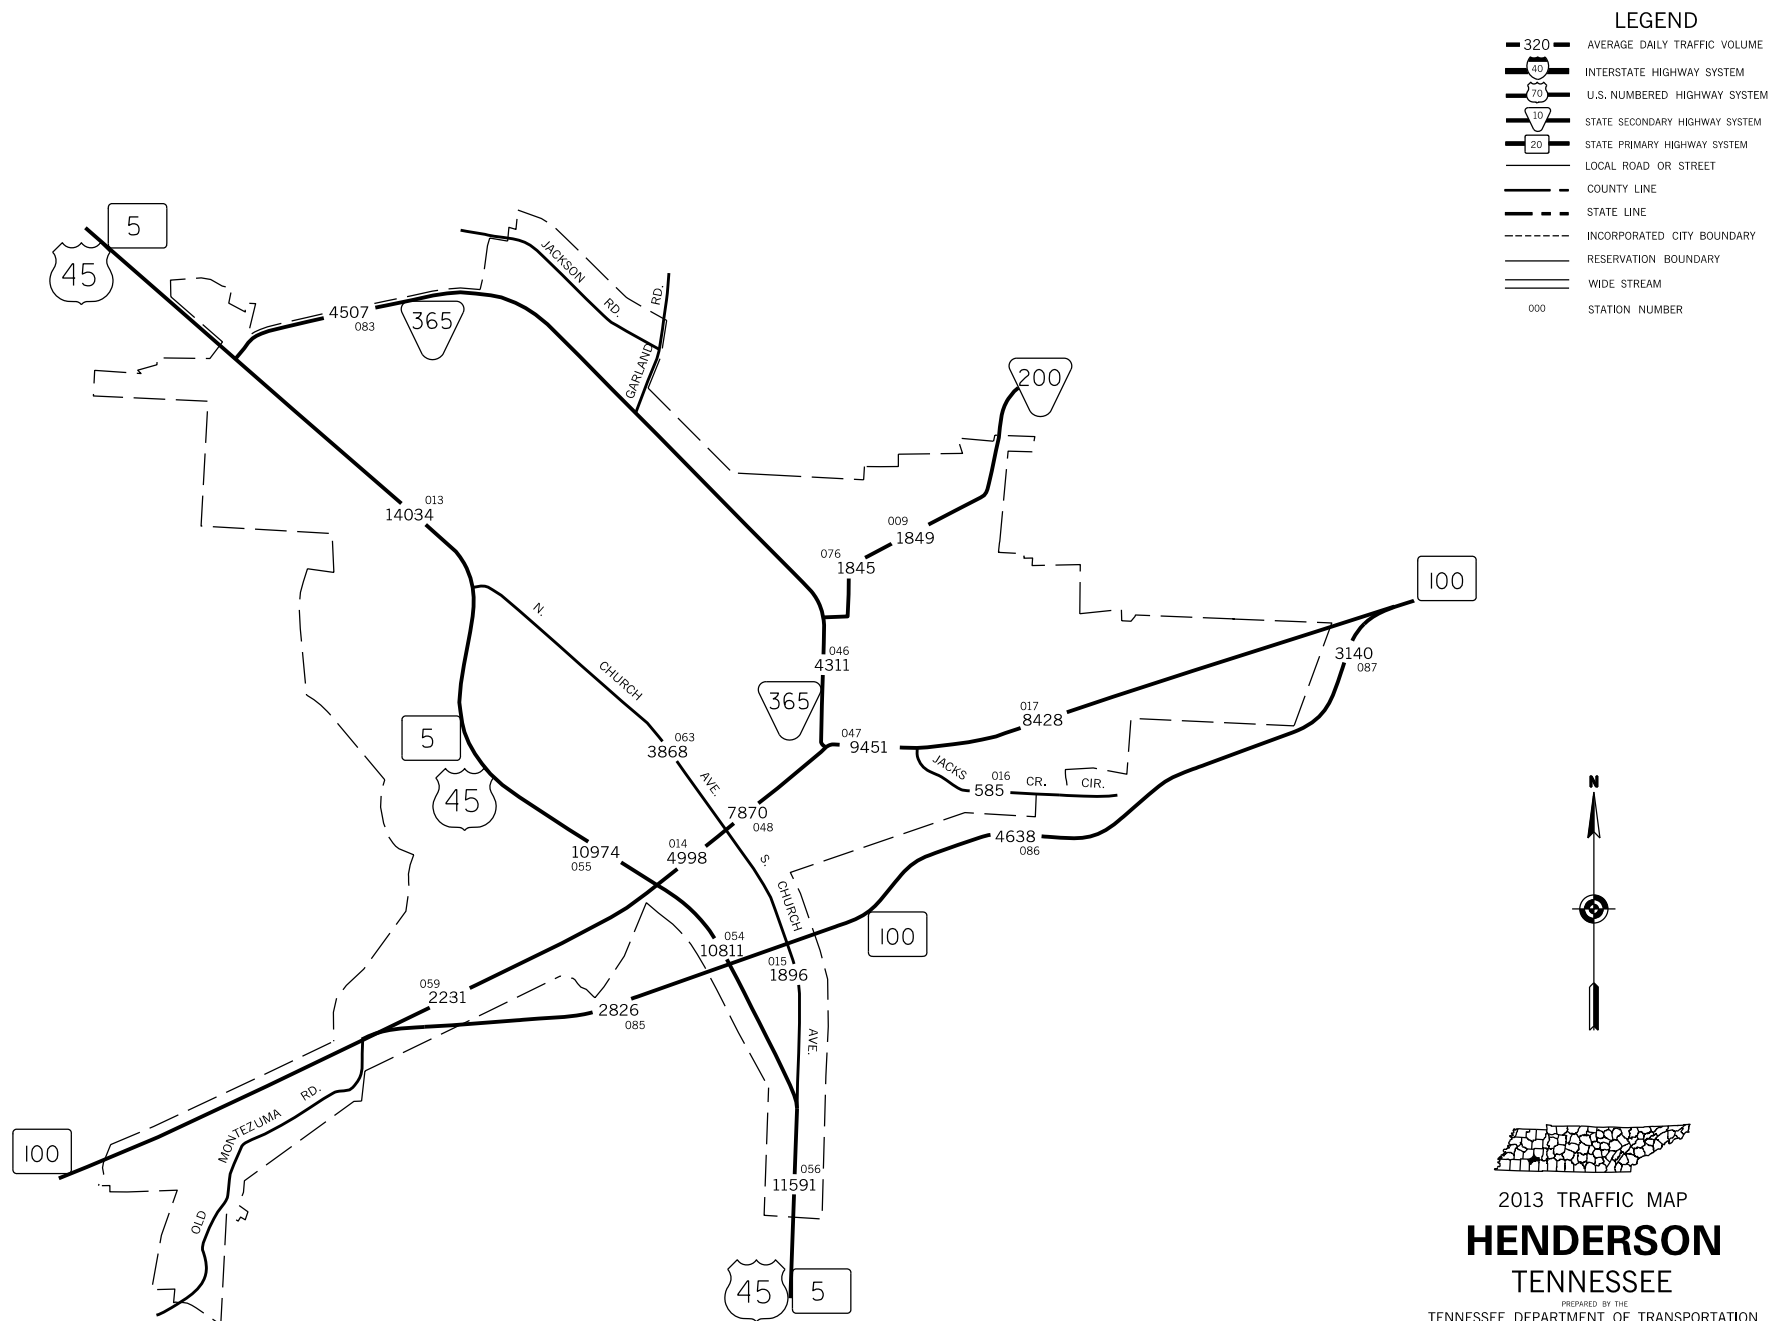 LEGEND
320 AVERAGE DAILY TRAFFIC VOLUME
40 INTERSTATE HIGHWAY SYSTEM
70 U.S. NUMBERED HIGHWAY SYSTEM
10 STATE SECONDARY HIGHWAY SYSTEM
20 STATE PRIMARY HIGHWAY SYSTEM
LOCAL ROAD OR STREET
COUNTY LINE
STATE LINE
INCORPORATED CITY BOUNDARY
RESERVATION BOUNDARY
WIDE STREAM
000 STATION NUMBER
5
45
JACKSON RD.
GARLAND RD.
4507
083
365
200
013
14034
009
1849
076
1845
100
N. CHURCH AVE.
046
4311
3140
087
365
017
8428
5
063
3868
047
9451
45
JACKS CR. CIR.
016
585
7870
048
014
4998
10974
055
4638
086
S. CHURCH AVE.
100
054
10811
015
1896
059
2231
2826
085
OLD MONTEZUMA RD.
100
056
11591
45
5
N
2013 TRAFFIC MAP
HENDERSON
TENNESSEE
PREPARED BY THE
TENNESSEE DEPARTMENT OF TRANSPORTATION